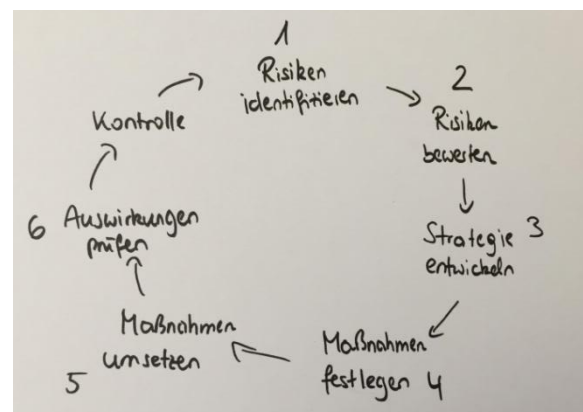 1
Risiken
identifizieren
2
Risiken
bewerten
Strategie 3
entwickeln
Maßnahmen
festlegen 4
Maßnahmen
umsetzen
5
6 Auswirkungen
prüfen
Kontrolle